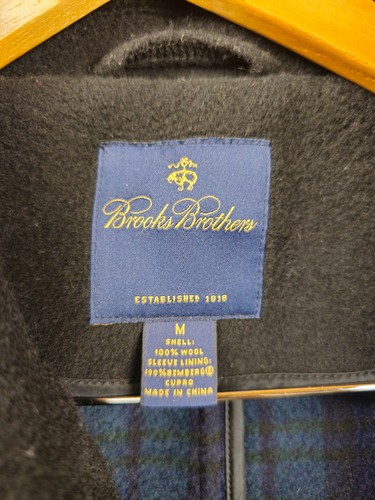 Brooks Brothers
ESTABLISHED 1818
M
SHELL:
100% WOOL
SLEEVE LINING:
100%BEMBERG®
CUPRO
MADE IN CHINA